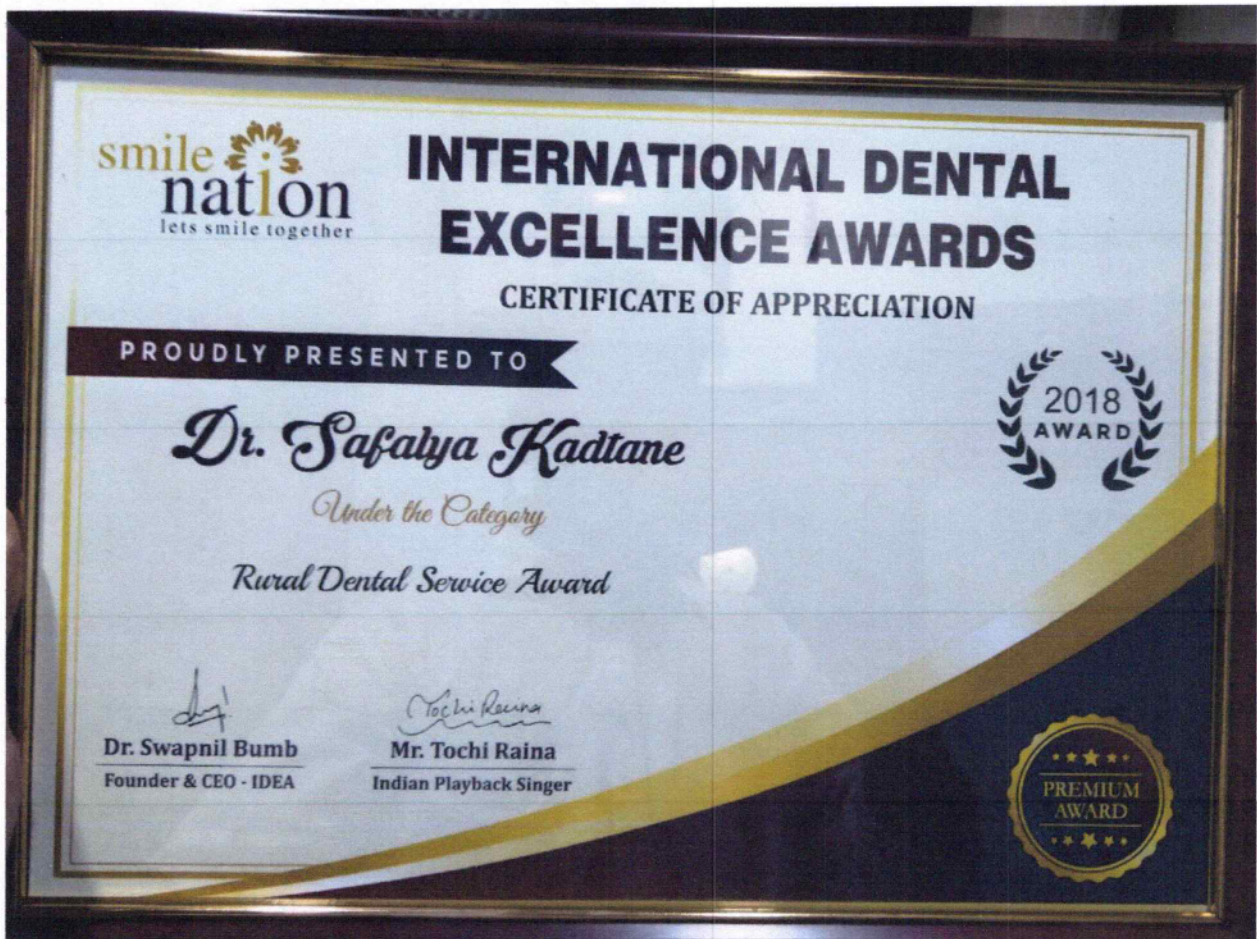 smile
nation
lets smile together
INTERNATIONAL DENTAL
EXCELLENCE AWARDS
CERTIFICATE OF APPRECIATION
PROUDLY PRESENTED TO
Dr. Safalya Kadtane
2018
AWARD
Under the Category
Rural Dental Service Award
Tochi Raina
Dr. Swapnil Bumb
Founder & CEO - IDEA
Mr. Tochi Raina
Indian Playback Singer
PREMIUM
AWARD